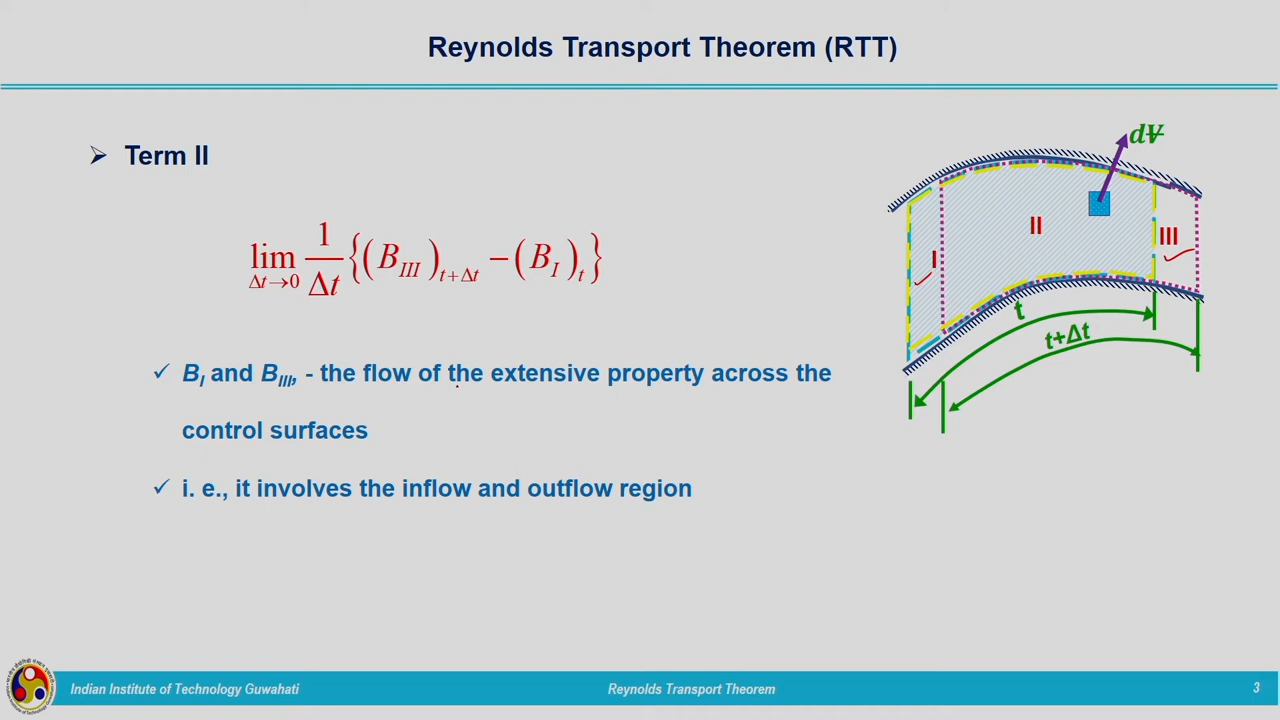 Reynolds Transport Theorem (RTT)
➢ Term II
lim Δt→0 1/Δt {(B_III)_t+Δt − (B_I)_t}
dV̶
I
II
III
t
t+Δt
✓ B_I and B_III, - the flow of the extensive property across the
control surfaces
✓ i. e., it involves the inflow and outflow region
Indian Institute of Technology Guwahati
Reynolds Transport Theorem
3